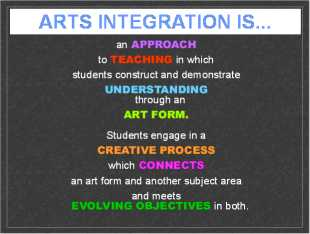 ARTS INTEGRATION IS...
an APPROACH
to TEACHING in which
students construct and demonstrate
UNDERSTANDING
through an
ART FORM.
Students engage in a
CREATIVE PROCESS
which CONNECTS
an art form and another subject area
and meets
EVOLVING OBJECTIVES in both.